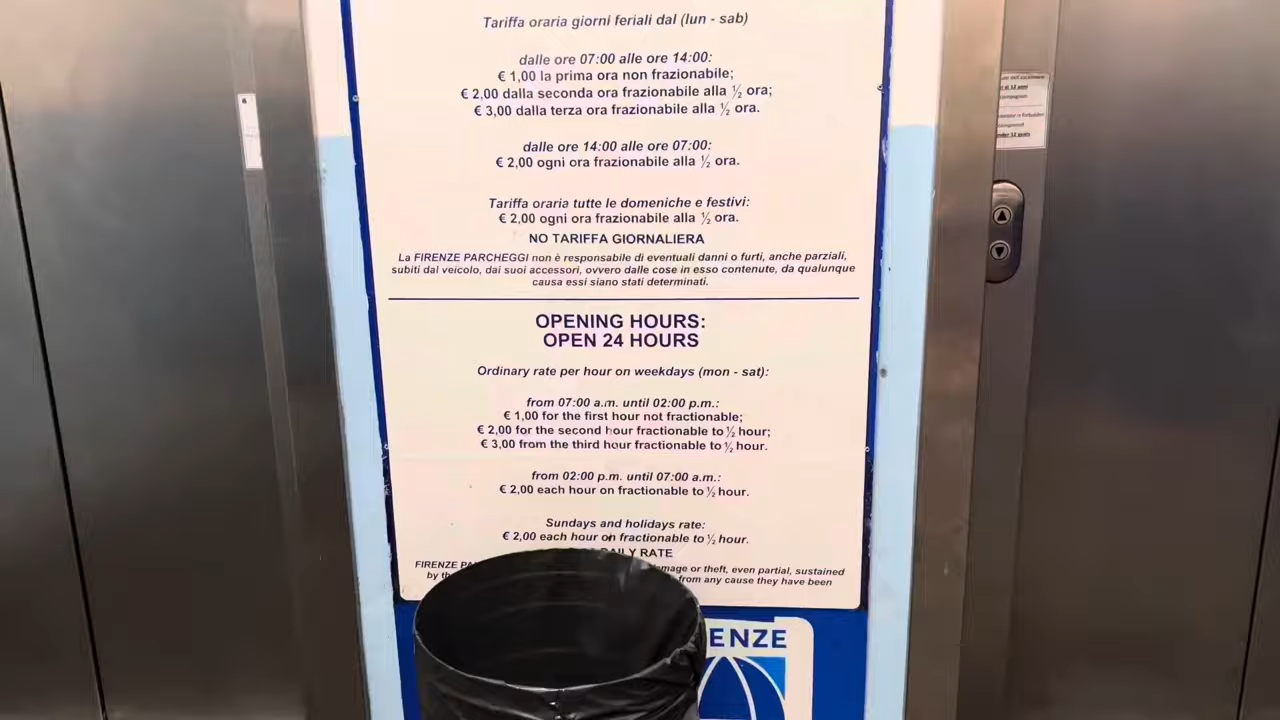 Tariffa oraria giorni feriali dal (lun - sab)
dalle ore 07:00 alle ore 14:00:
€ 1,00 la prima ora non frazionabile;
€ 2,00 dalla seconda ora frazionabile alla ½ ora;
€ 3,00 dalla terza ora frazionabile alla ½ ora.
dalle ore 14:00 alle ore 07:00:
€ 2,00 ogni ora frazionabile alla ½ ora.
Tariffa oraria tutte le domeniche e festivi:
€ 2,00 ogni ora frazionabile alla ½ ora.
NO TARIFFA GIORNALIERA
La FIRENZE PARCHEGGI non è responsabile di eventuali danni o furti, anche parziali,
subiti dal veicolo, dai suoi accessori, ovvero dalle cose in esso contenute, da qualunque
causa essi siano stati determinati.
OPENING HOURS:
OPEN 24 HOURS
Ordinary rate per hour on weekdays (mon - sat):
from 07:00 a.m. until 02:00 p.m.:
€ 1,00 for the first hour not fractionable;
€ 2,00 for the second hour fractionable to ½ hour;
€ 3,00 from the third hour fractionable to ½ hour.
from 02:00 p.m. until 07:00 a.m.:
€ 2,00 each hour on fractionable to ½ hour.
Sundays and holidays rate:
€ 2,00 each hour on fractionable to ½ hour.
DAILY RATE
FIRENZE or theft, even partial, sustained
by from any cause they have been
ENZE